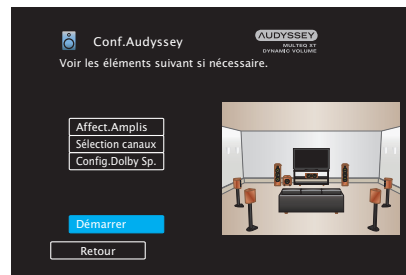 Conf.Audyssey
AUDYSSEY
MULTEQ XT
DYNAMIC VOLUME
Voir les éléments suivant si nécessaire.
Affect.Amplis
Sélection canaux
Config.Dolby Sp.
Démarrer
Retour